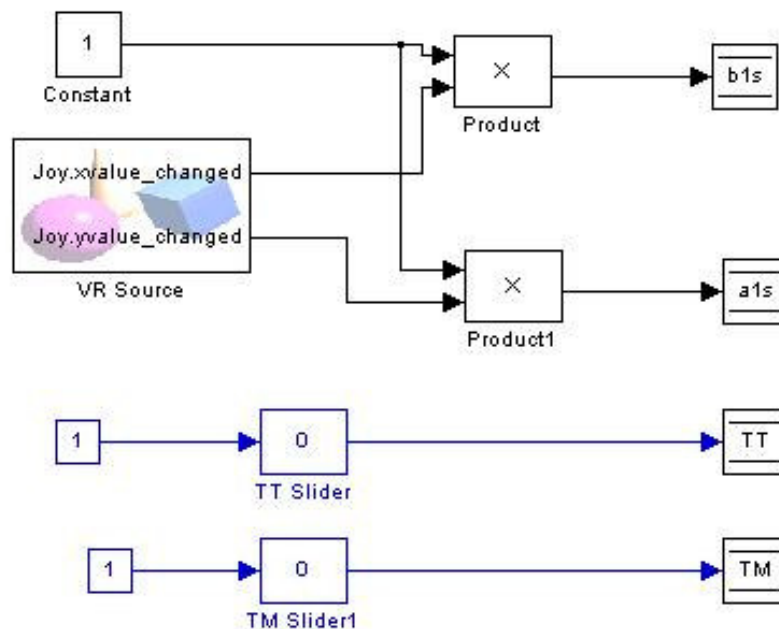 1
Constant
×
Product
b1s
Joy.xvalue_changed
Joy.yvalue_changed
VR Source
×
Product1
a1s
1
0
TT Slider
TT
1
0
TM Slider1
TM